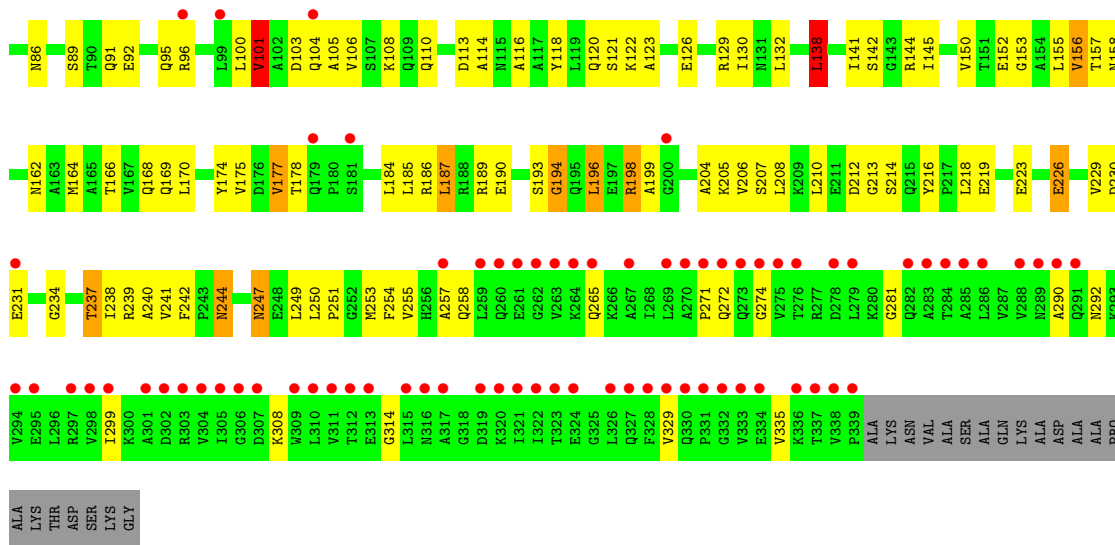 N86 S89 T90 Q91 E92 Q95 R96 L99 L100 V101 A102 D103 Q104 A105 V106 S107 K108 Q109 Q110 D113 A114 N115 A116 A117 Y118 L119 Q120 S121 K122 A123 E126 R129 I130 N131 L132 L138 I141 S142 G143 R144 I145 V150 T151 E152 G153 A154 L155 V156 T157 N158
N162 A163 M164 A165 T166 V167 Q168 Q169 L170 Y174 V175 D176 V177 T178 Q179 P180 S181 L184 L185 R186 L187 R188 R189 E190 S193 G194 Q195 L196 E197 R198 A199 G200 A204 K205 V206 S207 L208 K209 L210 E211 D212 G213 S214 Q215 Y216 P217 L218 E219 E223 E226 V229 D230
E231 G234 T237 I238 R239 A240 V241 F242 P243 N244 N247 E248 L249 L250 P251 G252 M253 F254 V255 H256 A257 Q258 L259 Q260 E261 G262 V263 K264 Q265 K266 A267 I268 L269 A270 P271 Q272 Q273 G274 V275 T276 R277 D278 L279 K280 G281 Q282 A283 T284 A285 L286 V287 V288 N289 A290 Q291 N292 K293
V294 E295 L296 R297 V298 I299 K300 A301 D302 R303 V304 I305 G306 D307 K308 W309 L310 V311 T312 E313 G314 L315 N316 A317 G318 D319 K320 I321 I322 T323 E324 G325 L326 Q327 F328 V329 Q330 P331 G332 V333 E334 V335 K336 T337 V338 P339 ALA LYS ASN VAL ALA SER ALA GLN LYS ALA ASP ALA ALA PRO
ALA LYS THR ASP SER LYS GLY